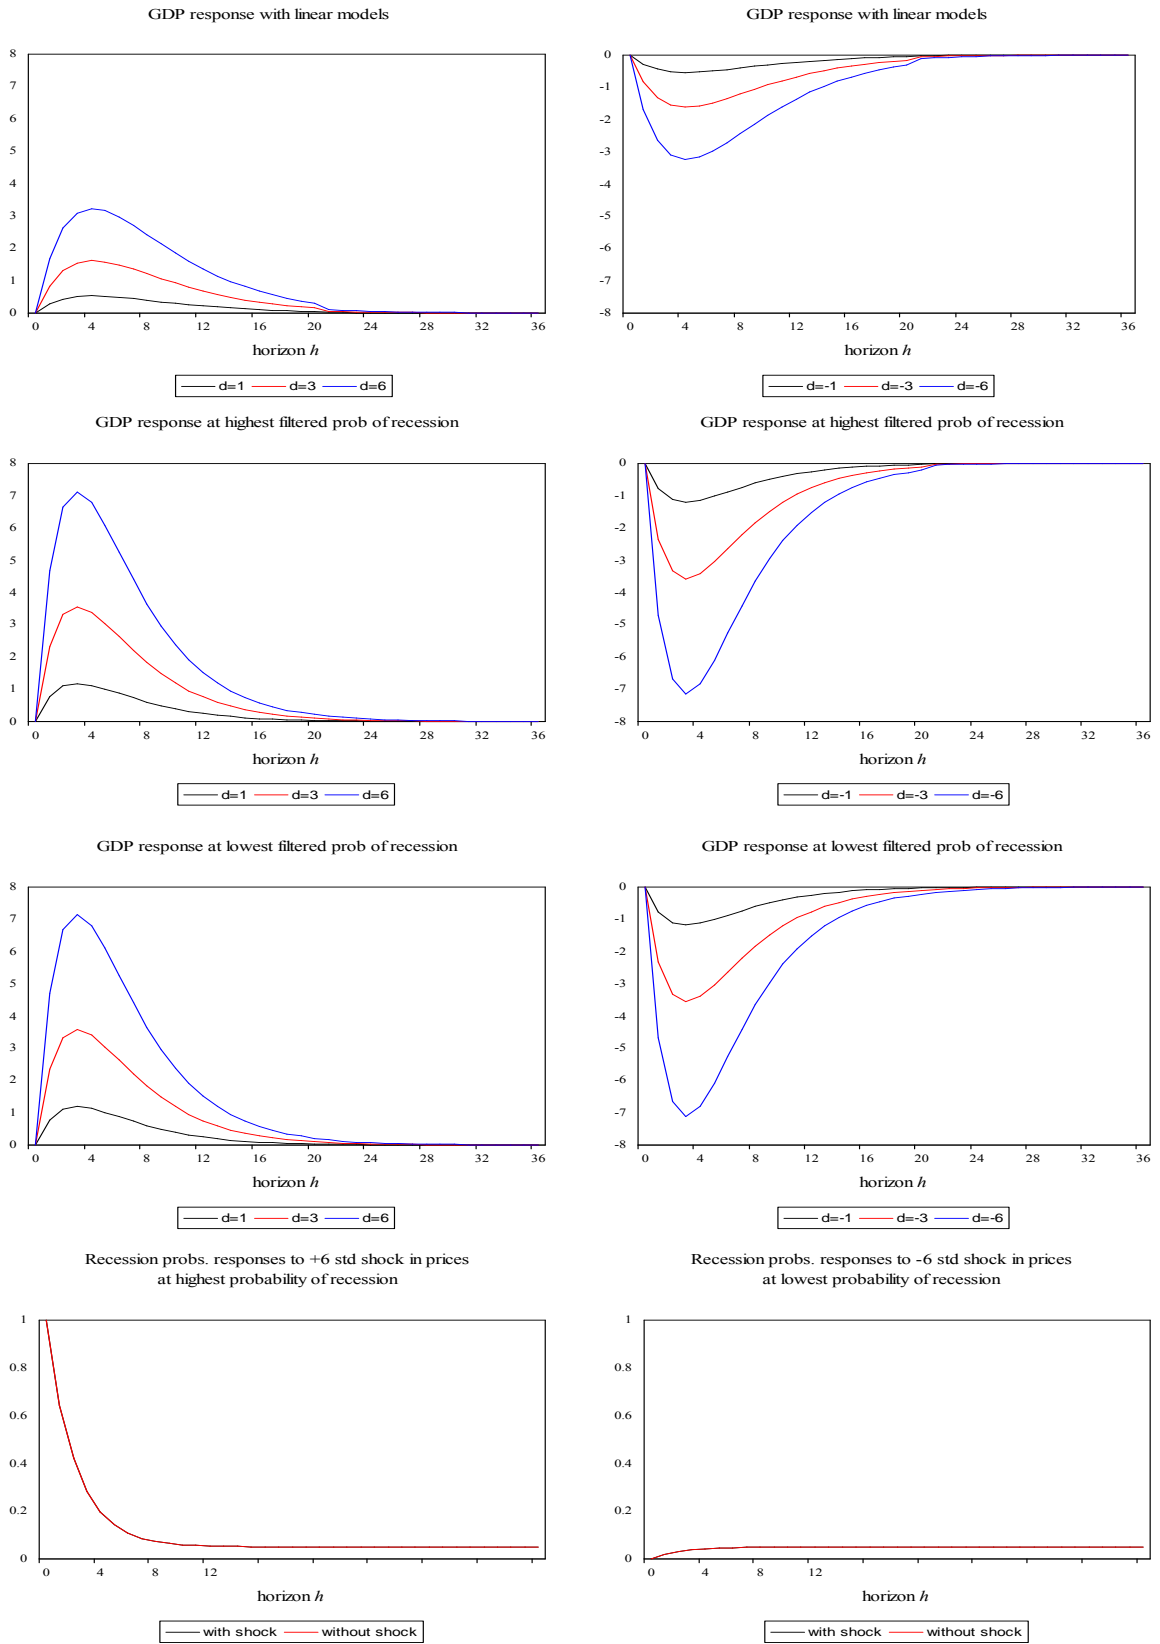 GDP response with linear models
8
7
6
5
4
3
2
1
0
0 4 8 12 16 20 24 28 32 36
horizon h
d=1 d=3 d=6
GDP response with linear models
0
-1
-2
-3
-4
-5
-6
-7
-8
0 4 8 12 16 20 24 28 32 36
horizon h
d=-1 d=-3 d=-6
GDP response at highest filtered prob of recession
8
7
6
5
4
3
2
1
0
0 4 8 12 16 20 24 28 32 36
horizon h
d=1 d=3 d=6
GDP response at highest filtered prob of recession
0
-1
-2
-3
-4
-5
-6
-7
-8
0 4 8 12 16 20 24 28 32 36
horizon h
d=-1 d=-3 d=-6
GDP response at lowest filtered prob of recession
8
7
6
5
4
3
2
1
0
0 4 8 12 16 20 24 28 32 36
horizon h
d=1 d=3 d=6
GDP response at lowest filtered prob of recession
0
-1
-2
-3
-4
-5
-6
-7
-8
0 4 8 12 16 20 24 28 32 36
horizon h
d=-1 d=-3 d=-6
Recession probs. responses to +6 std shock in prices
at highest probability of recession
1
0.8
0.6
0.4
0.2
0
0 4 8 12
horizon h
with shock without shock
Recession probs. responses to -6 std shock in prices
at lowest probability of recession
1
0.8
0.6
0.4
0.2
0
0 4 8 12
horizon h
with shock without shock